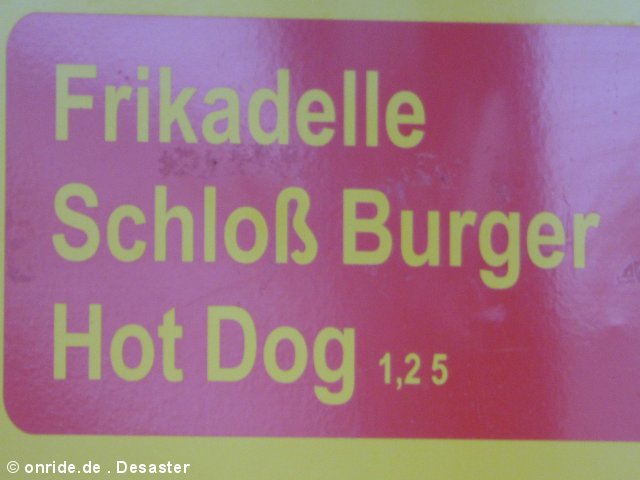 Frikadelle
Schloß Burger
Hot Dog 1,2 5
© onride.de . Desaster